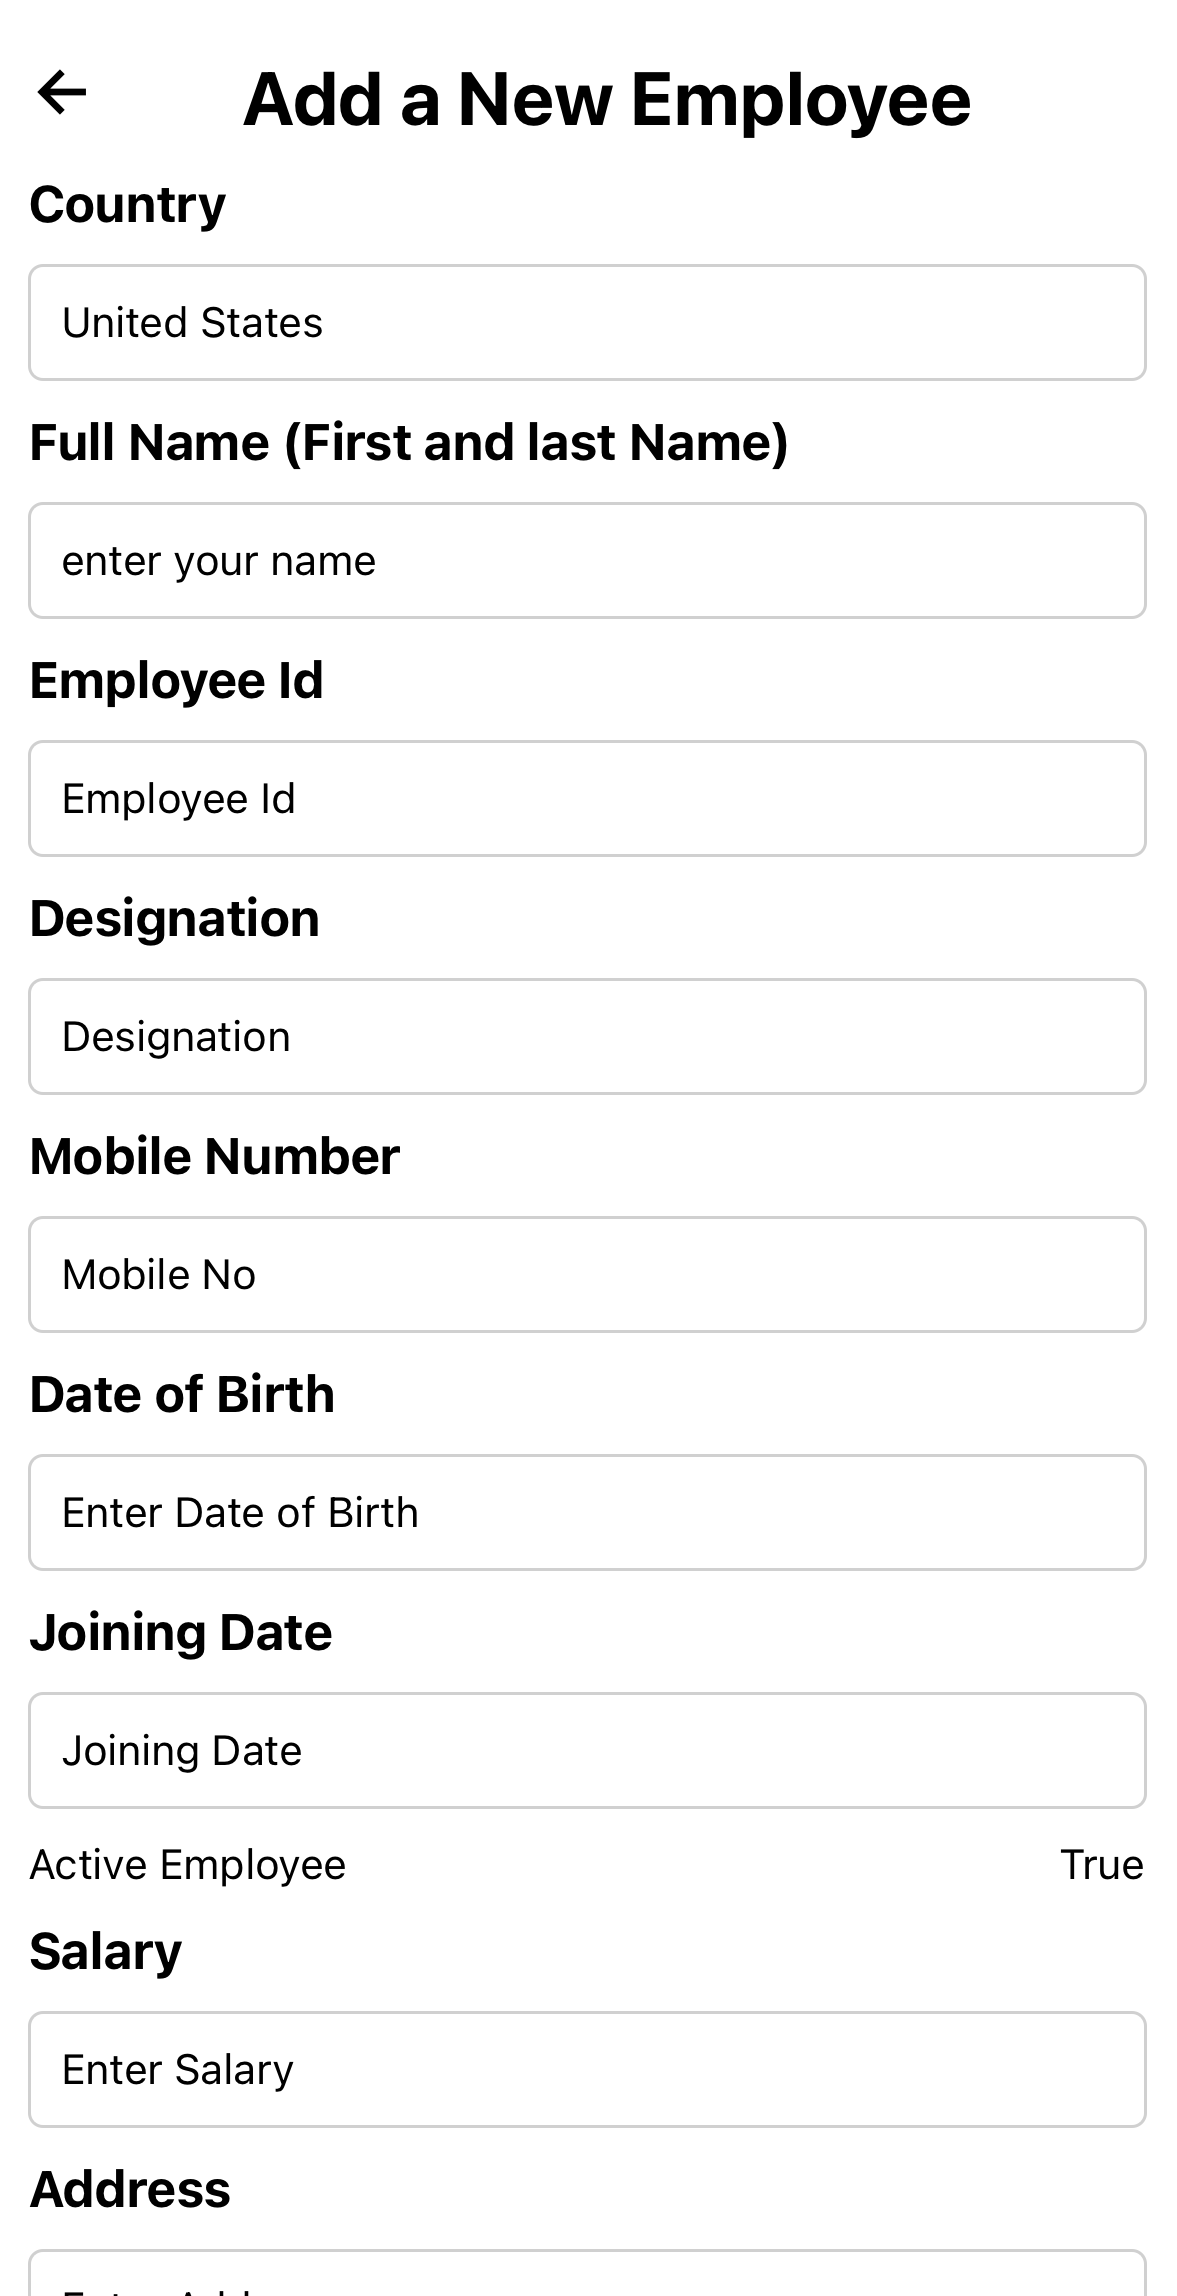 Add a New Employee
Country
United States
Full Name (First and last Name)
enter your name
Employee Id
Employee Id
Designation
Designation
Mobile Number
Mobile No
Date of Birth
Enter Date of Birth
Joining Date
Joining Date
Active Employee True
Salary
Enter Salary
Address